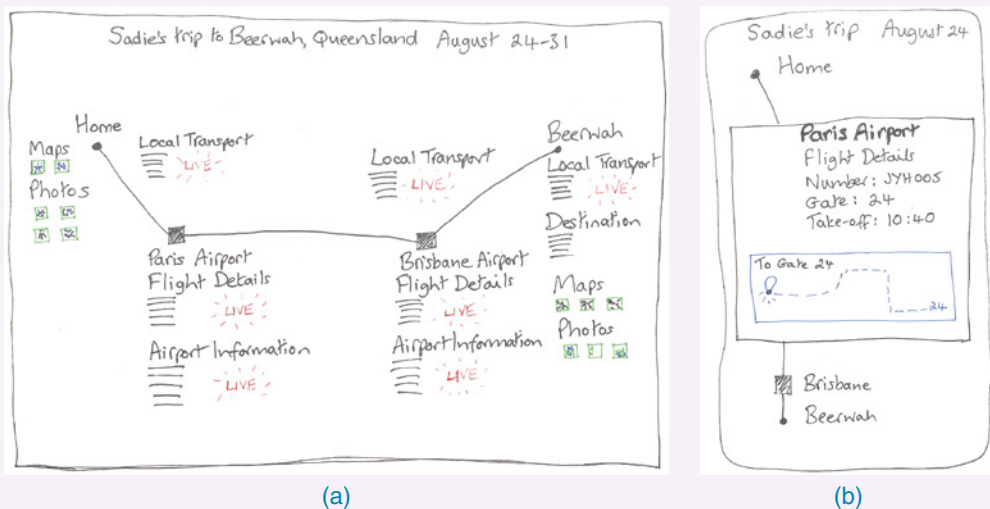 Sadie's trip to Beerwah, Queensland August 24-31
Home
Maps
Photos
Local Transport
LIVE
Paris Airport
Flight Details
LIVE
Airport Information
LIVE
Local Transport
LIVE
Brisbane Airport
Flight Details
LIVE
Airport Information
LIVE
Beerwah
Local Transport
LIVE
Destination
Maps
Photos
(a)
Sadie's trip August 24
Home
Paris Airport
Flight Details
Number: JYH005
Gate: 24
Take-off: 10:40
To Gate 24
24
Brisbane
Beerwah
(b)